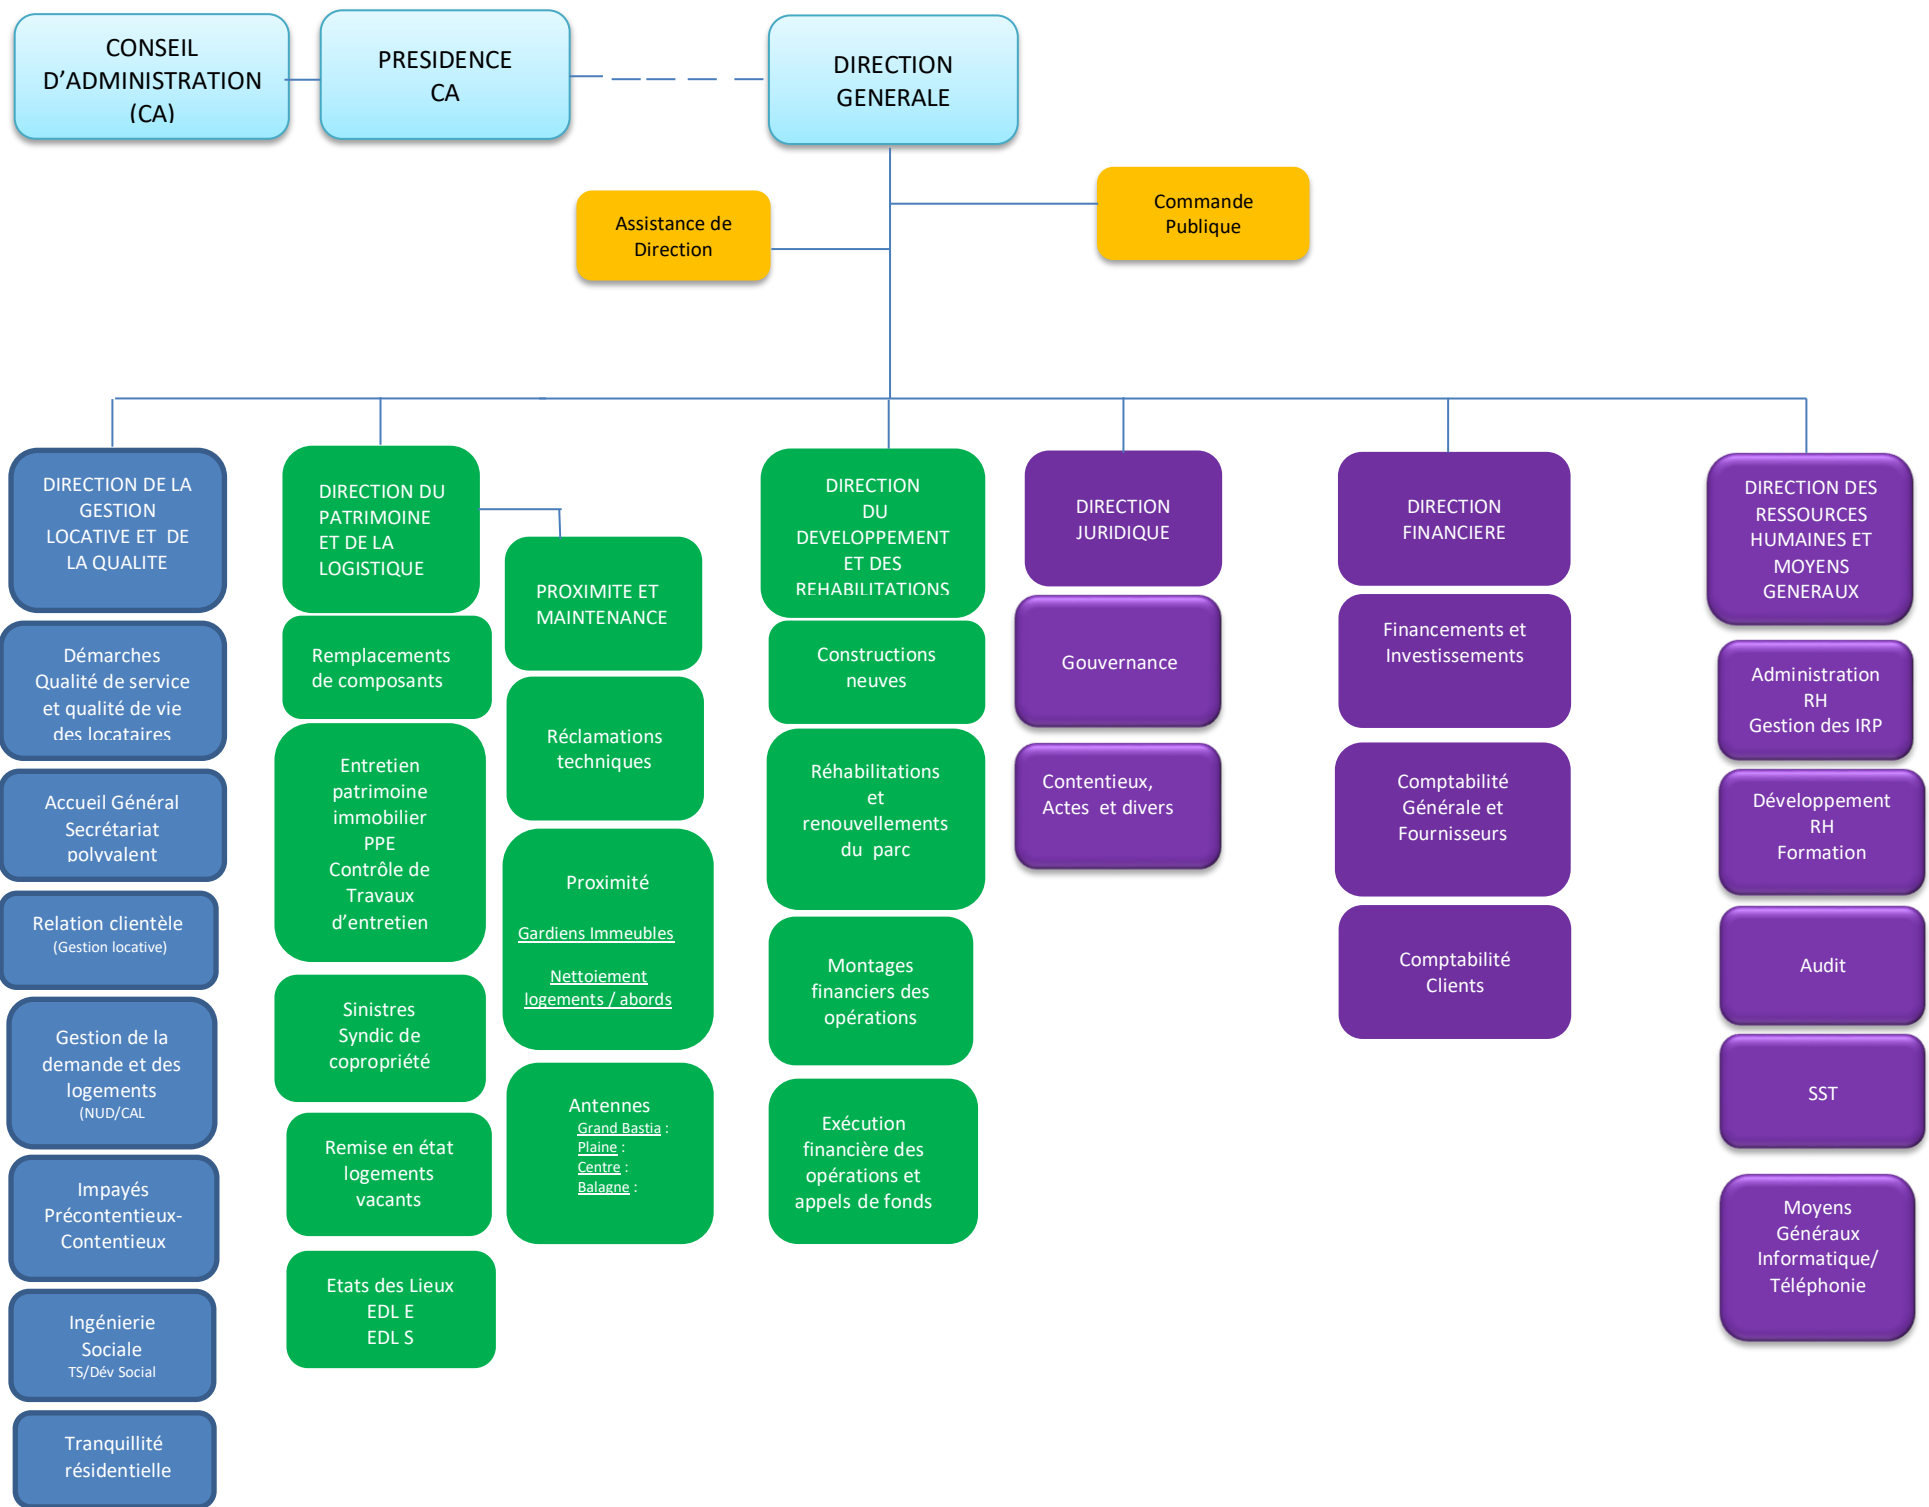 CONSEIL
D’ADMINISTRATION
(CA)
PRESIDENCE
CA
DIRECTION
GENERALE
Assistance de
Direction
Commande
Publique
DIRECTION DE LA
GESTION
LOCATIVE ET  DE
LA QUALITE
Démarches
Qualité de service
et qualité de vie
des locataires
Accueil Général
Secrétariat
polyvalent
Relation clientèle
(Gestion locative)
Gestion de la
demande et des
logements
(NUD/CAL
Impayés
Précontentieux-
Contentieux
Ingénierie
Sociale
TS/Dév Social
Tranquillité
résidentielle
DIRECTION DU
PATRIMOINE
ET DE LA
LOGISTIQUE
Remplacements
de composants
Entretien
patrimoine
immobilier
PPE
Contrôle de
Travaux
d’entretien
Sinistres
Syndic de
copropriété
Remise en état
logements
vacants
Etats des Lieux
EDL E
EDL S
PROXIMITE ET
MAINTENANCE
Réclamations
techniques
Proximité
Gardiens Immeubles
Nettoiement
logements / abords
Antennes
Grand Bastia :
Plaine :
Centre :
Balagne :
DIRECTION
DU
DEVELOPPEMENT
ET DES
REHABILITATIONS
Constructions
neuves
Réhabilitations
et
renouvellements
du  parc
Montages
financiers des
opérations
Exécution
financière des
opérations et
appels de fonds
DIRECTION
JURIDIQUE
Gouvernance
Contentieux,
Actes  et divers
DIRECTION
FINANCIERE
Financements et
Investissements
Comptabilité
Générale et
Fournisseurs
Comptabilité
Clients
DIRECTION DES
RESSOURCES
HUMAINES ET
MOYENS
GENERAUX
Administration
RH
Gestion des IRP
Développement
RH
Formation
Audit
SST
Moyens
Généraux
Informatique/
Téléphonie